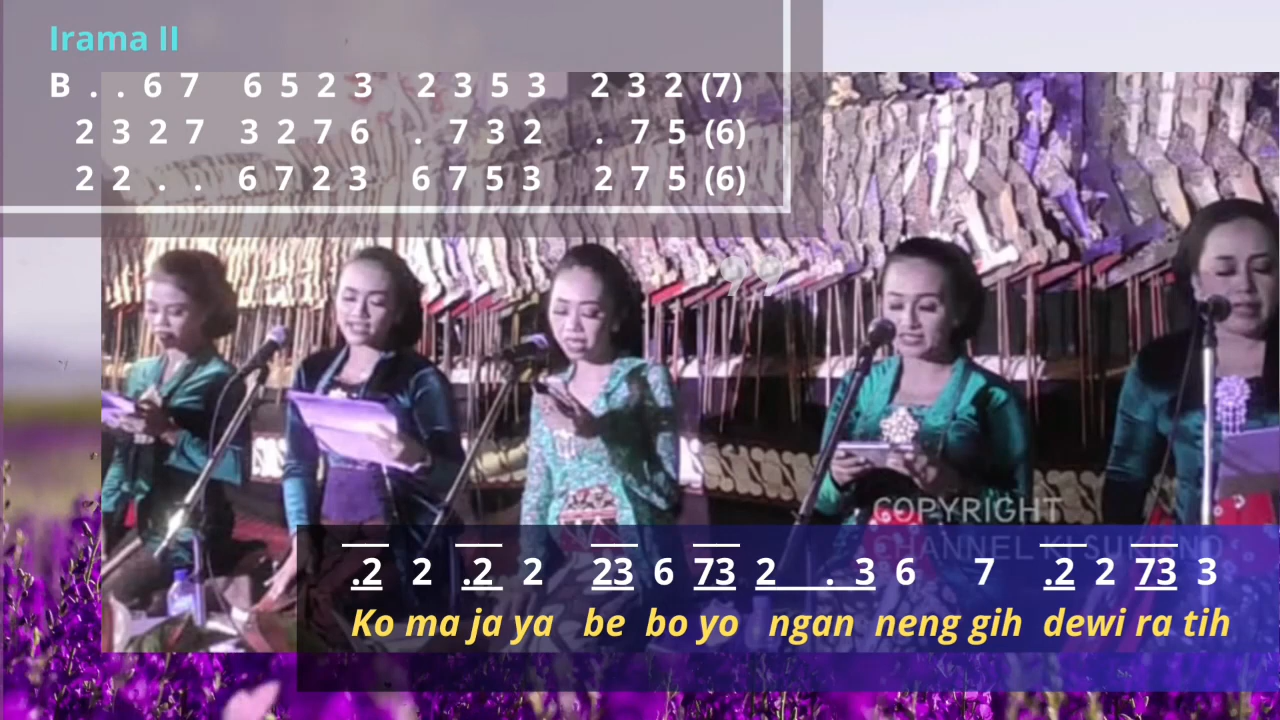 Irama II
B . . 6 7 6 5 2 3 2 3 5 3 2 3 2 (7)
2 3 2 7 3 2 7 6 . 7 3 2 . 7 5 (6)
2 2 . . 6 7 2 3 6 7 5 3 2 7 5 (6)
COPYRIGHT
CHANNEL KI SUKISNO
.2 2 .2 2 23 6 73 2 . 3 6 7 .2 2 73 3
Ko ma ja ya be bo yo ngan neng gih dewi ra tih